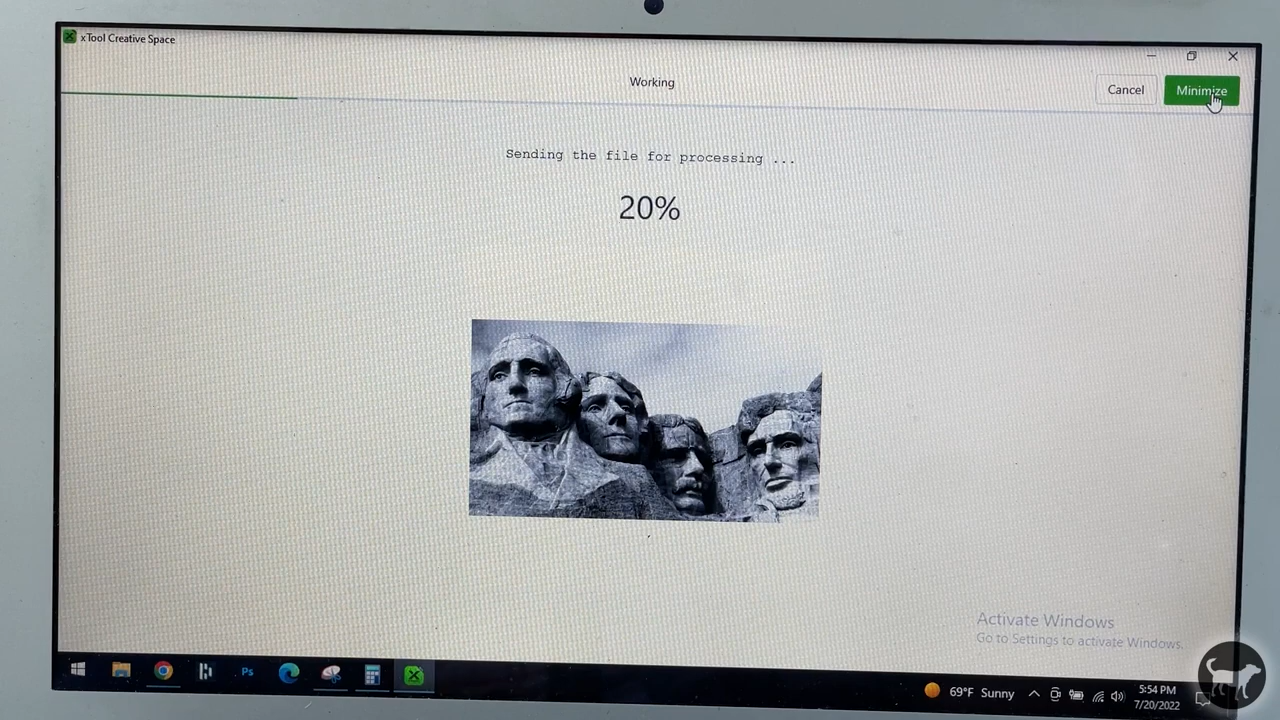 xTool Creative Space
Working
Cancel
Minimize
Sending the file for processing ...
20%
Activate Windows
Go to Settings to activate Windows.
Ps
69°F Sunny
5:54 PM
7/20/2022